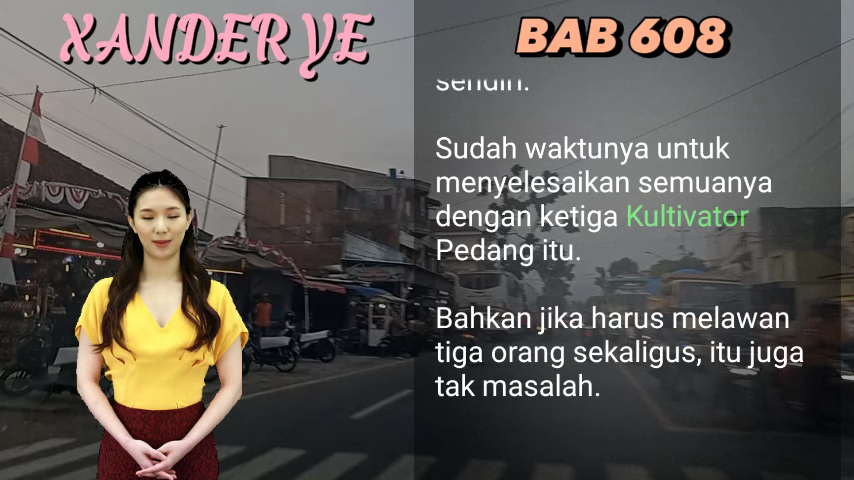 XANDER YE
BAB 608
sendiri.
Sudah waktunya untuk
menyelesaikan semuanya
dengan ketiga Kultivator
Pedang itu.
Bahkan jika harus melawan
tiga orang sekaligus, itu juga
tak masalah.